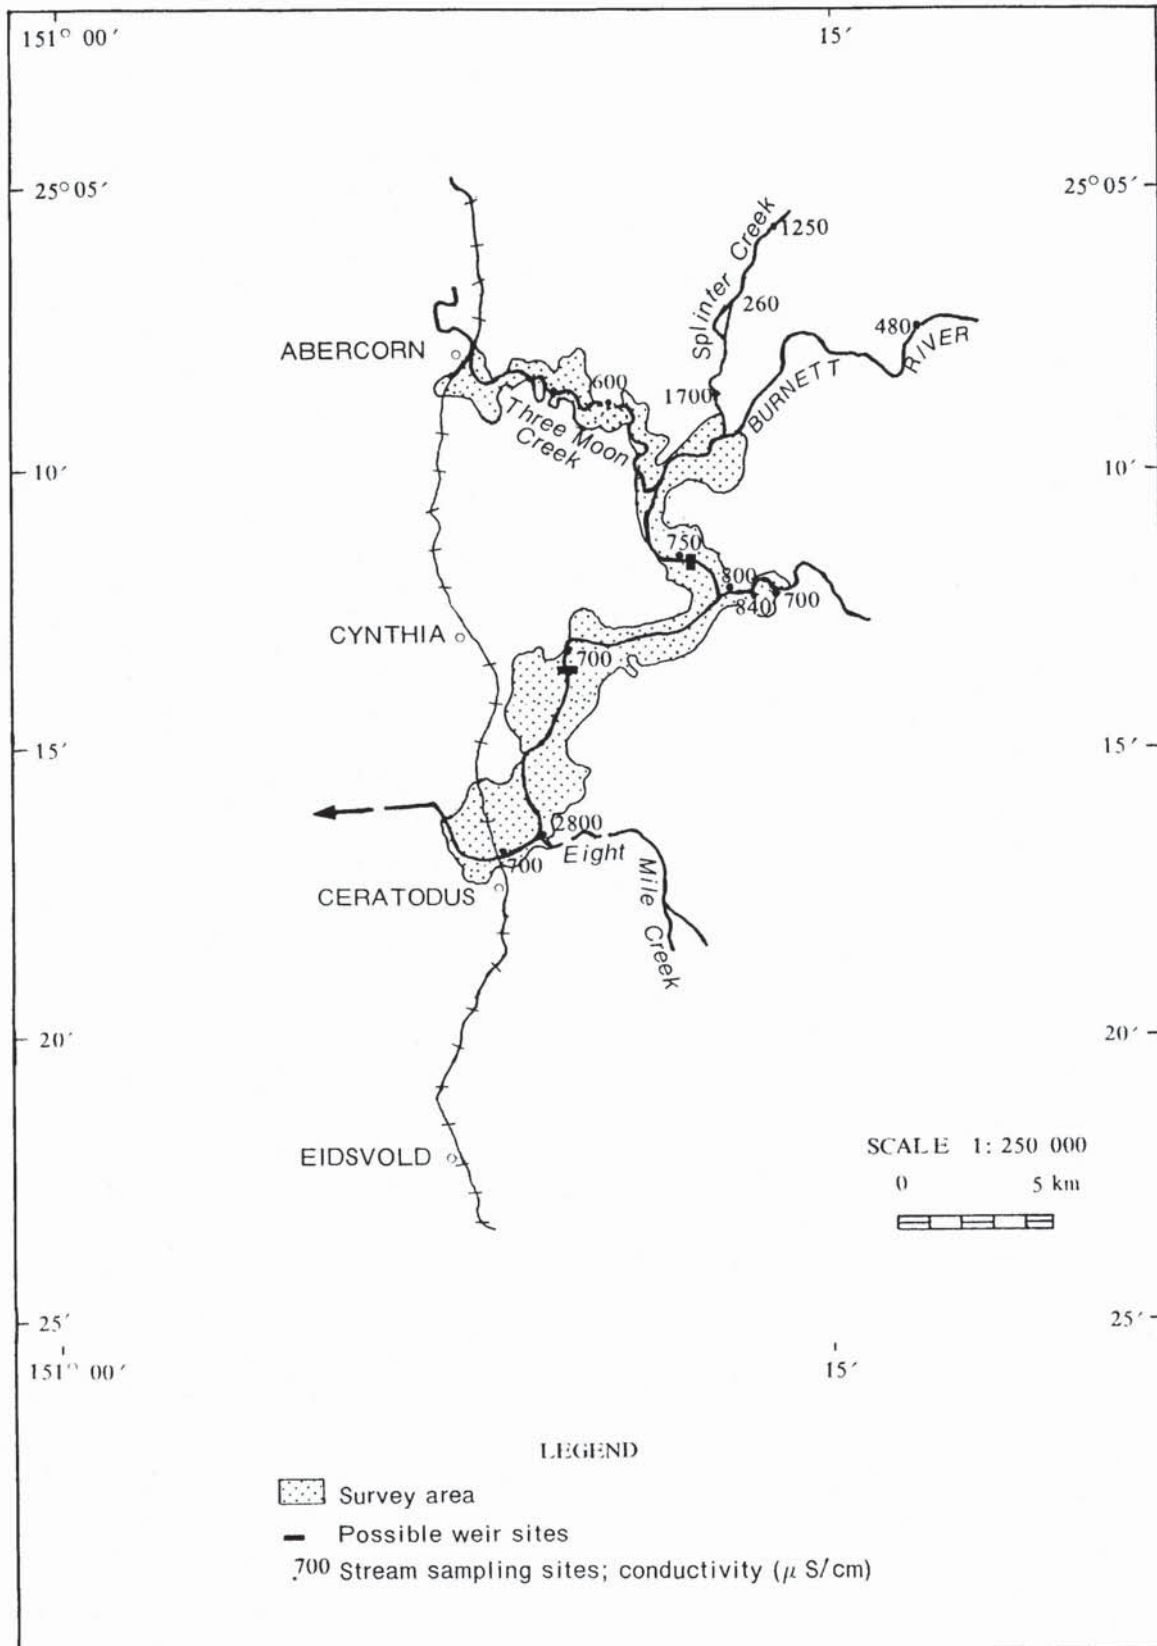 151° 00′ 15′
25° 05′ 25° 05′
Splinter Creek
1250
260
480
BURNETT RIVER
ABERCORN
600
1700
Three Moon
Creek
10′ 10′
750
800
840 700
CYNTHIA
700
15′ 15′
2800
Eight Mile Creek
700
CERATODUS
20′ 20′
EIDSVOLD
SCALE 1: 250 000
0 5 km
25′ 25′
151° 00′ 15′
LEGEND
Survey area
Possible weir sites
.700 Stream sampling sites; conductivity (μ S/cm)